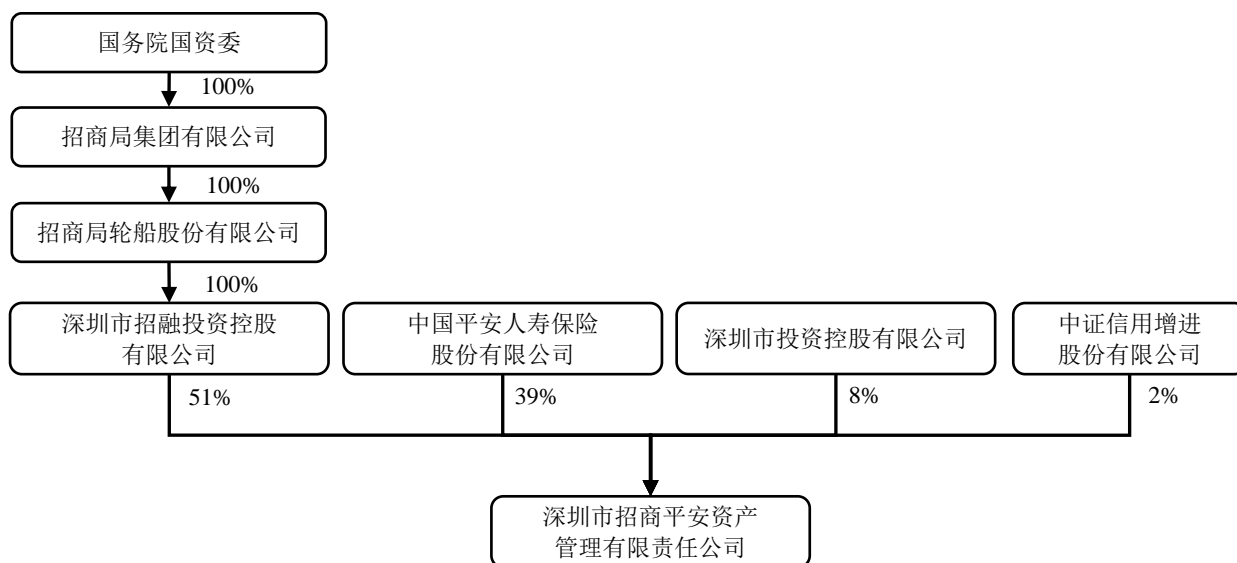 国务院国资委
100%
招商局集团有限公司
100%
招商局轮船股份有限公司
100%
深圳市招融投资控股
有限公司
中国平安人寿保险
股份有限公司
深圳市投资控股有限公司
中证信用增进
股份有限公司
51%
39%
8%
2%
深圳市招商平安资产
管理有限责任公司